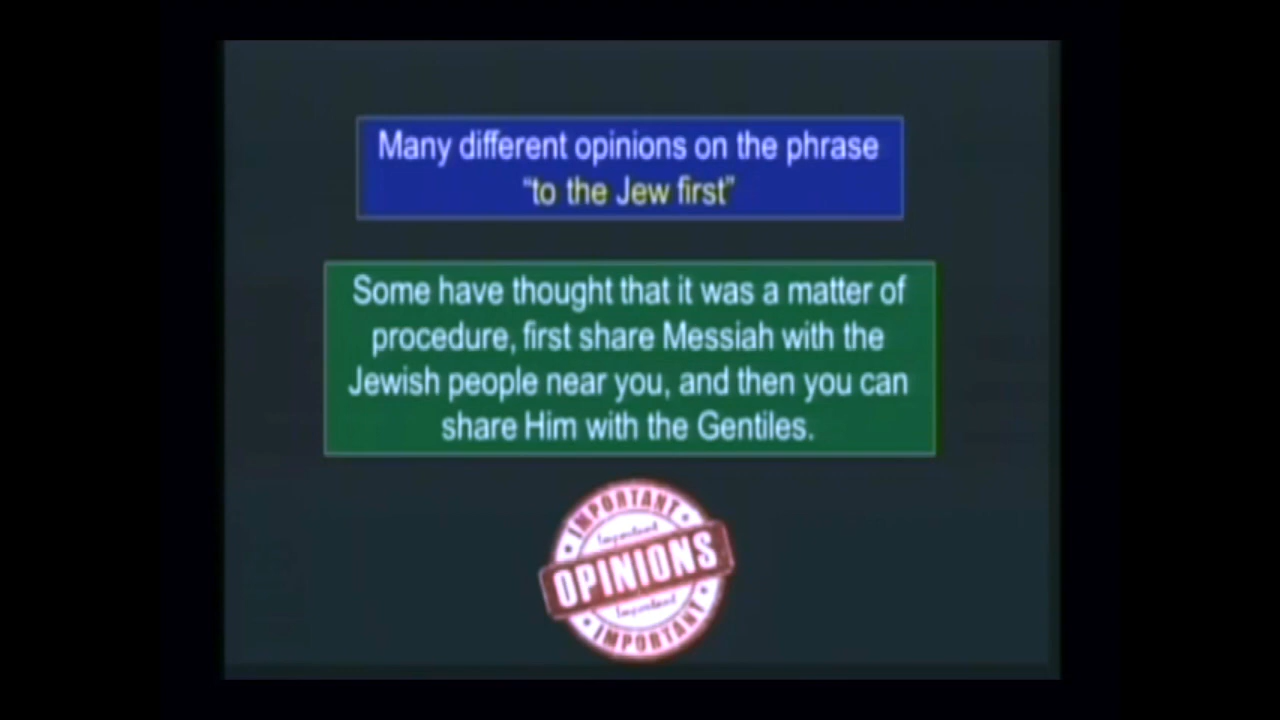 Many different opinions on the phrase
“to the Jew first”
Some have thought that it was a matter of
procedure, first share Messiah with the
Jewish people near you, and then you can
share Him with the Gentiles.
IMPORTANT
Important
OPINIONS
Important
IMPORTANT